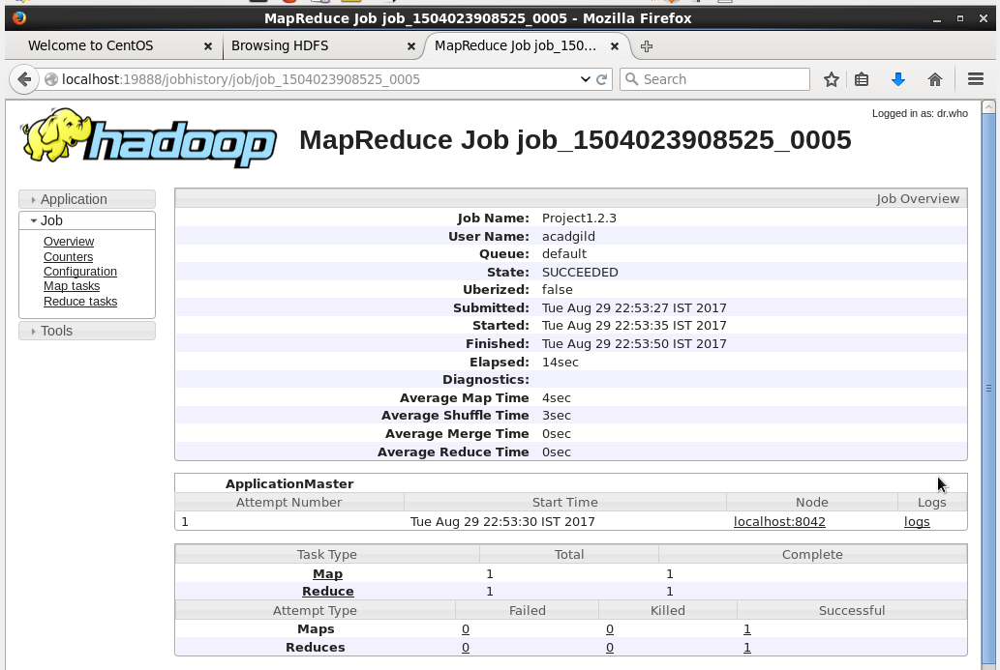 MapReduce Job job_1504023908525_0005 - Mozilla Firefox
Welcome to CentOS Browsing HDFS MapReduce Job job_150...
localhost:19888/jobhistory/job/job_1504023908525_0005 Search
Logged in as: dr.who
hadoop MapReduce Job job_1504023908525_0005
Application
Job
Overview
Counters
Configuration
Map tasks
Reduce tasks
Tools
Job Overview
Job Name: Project1.2.3
User Name: acadgild
Queue: default
State: SUCCEEDED
Uberized: false
Submitted: Tue Aug 29 22:53:27 IST 2017
Started: Tue Aug 29 22:53:35 IST 2017
Finished: Tue Aug 29 22:53:50 IST 2017
Elapsed: 14sec
Diagnostics:
Average Map Time 4sec
Average Shuffle Time 3sec
Average Merge Time 0sec
Average Reduce Time 0sec
ApplicationMaster
Attempt Number Start Time Node Logs
1 Tue Aug 29 22:53:30 IST 2017 localhost:8042 logs
Task Type Total Complete
Map 1 1
Reduce 1 1
Attempt Type Failed Killed Successful
Maps 0 0 1
Reduces 0 0 1